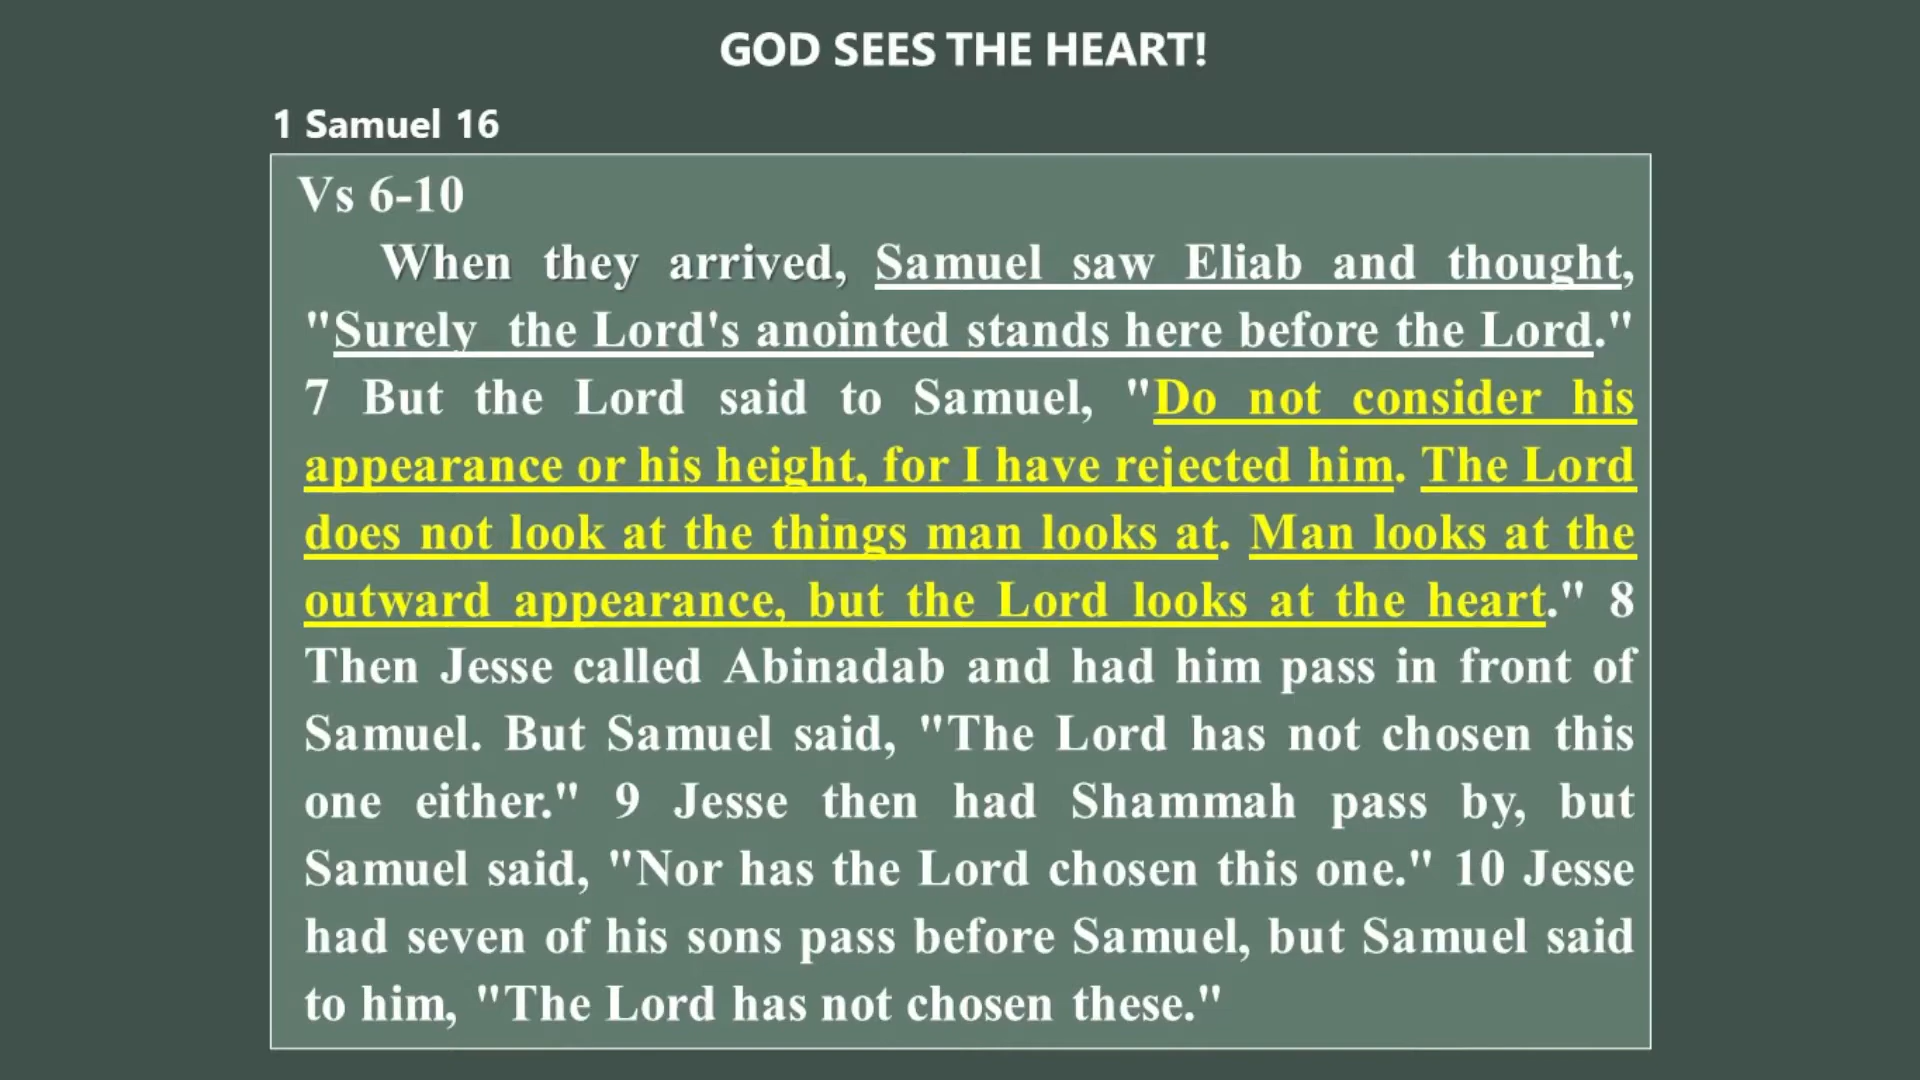 GOD SEES THE HEART!
1 Samuel 16
Vs 6-10
When they arrived, Samuel saw Eliab and thought,
"Surely the Lord's anointed stands here before the Lord."
7 But the Lord said to Samuel, "Do not consider his
appearance or his height, for I have rejected him. The Lord
does not look at the things man looks at. Man looks at the
outward appearance, but the Lord looks at the heart." 8
Then Jesse called Abinadab and had him pass in front of
Samuel. But Samuel said, "The Lord has not chosen this
one either." 9 Jesse then had Shammah pass by, but
Samuel said, "Nor has the Lord chosen this one." 10 Jesse
had seven of his sons pass before Samuel, but Samuel said
to him, "The Lord has not chosen these."